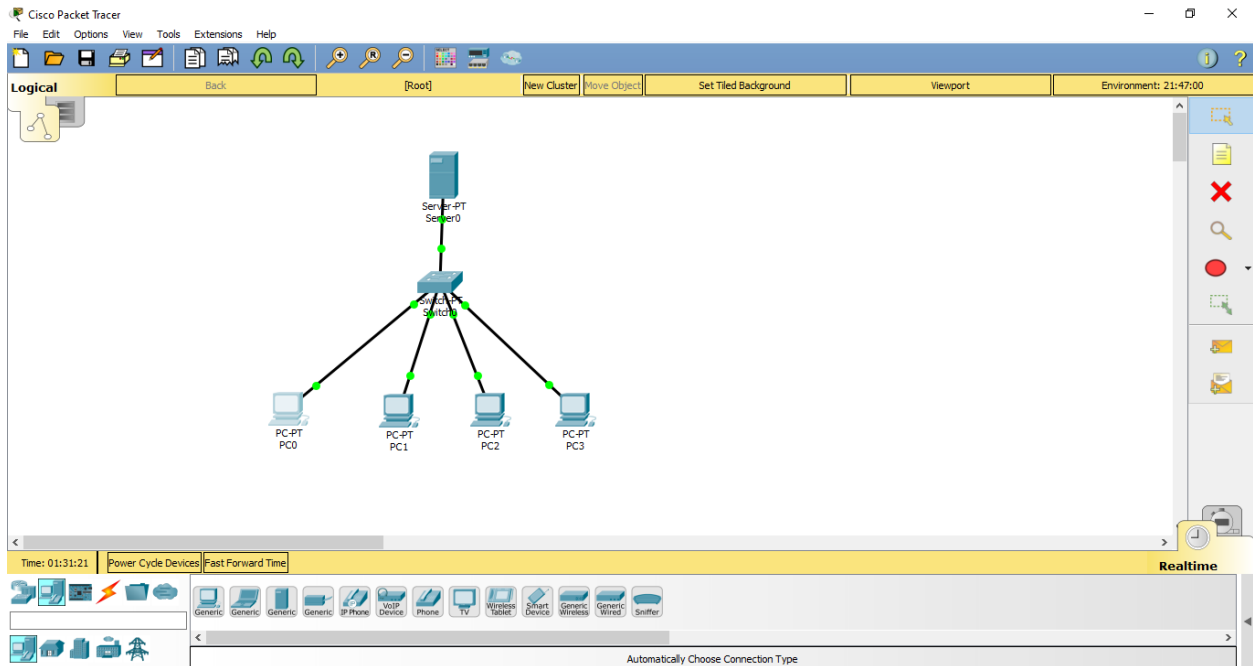 Cisco Packet Tracer
File Edit Options View Tools Extensions Help
Logical Back [Root] New Cluster Move Object Set Tiled Background Viewport Environment: 21:47:00
Server-PT
Server0
Switch-PT
Switch0
PC-PT PC-PT PC-PT PC-PT
PC0 PC1 PC2 PC3
Time: 01:31:21 Power Cycle Devices Fast Forward Time Realtime
Generic Generic Generic Generic IP Phone VoIP Device Phone TV Wireless Tablet Smart Device Generic Wireless Generic Wired Sniffer
Automatically Choose Connection Type